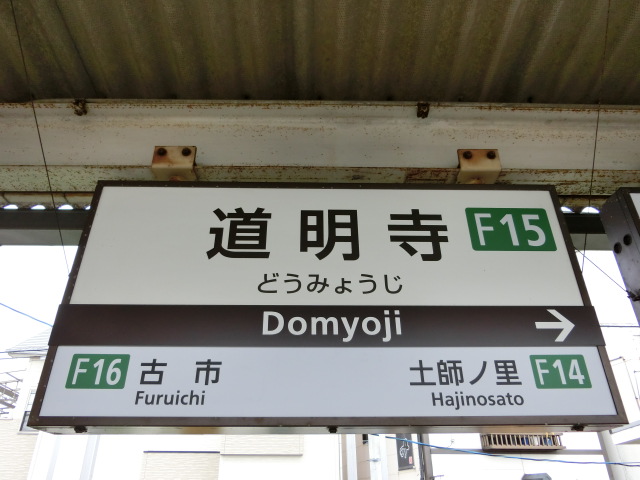 道明寺 F15
どうみょうじ
Domyoji →
F16 古市 土師ノ里 F14
Furuichi Hajinosato